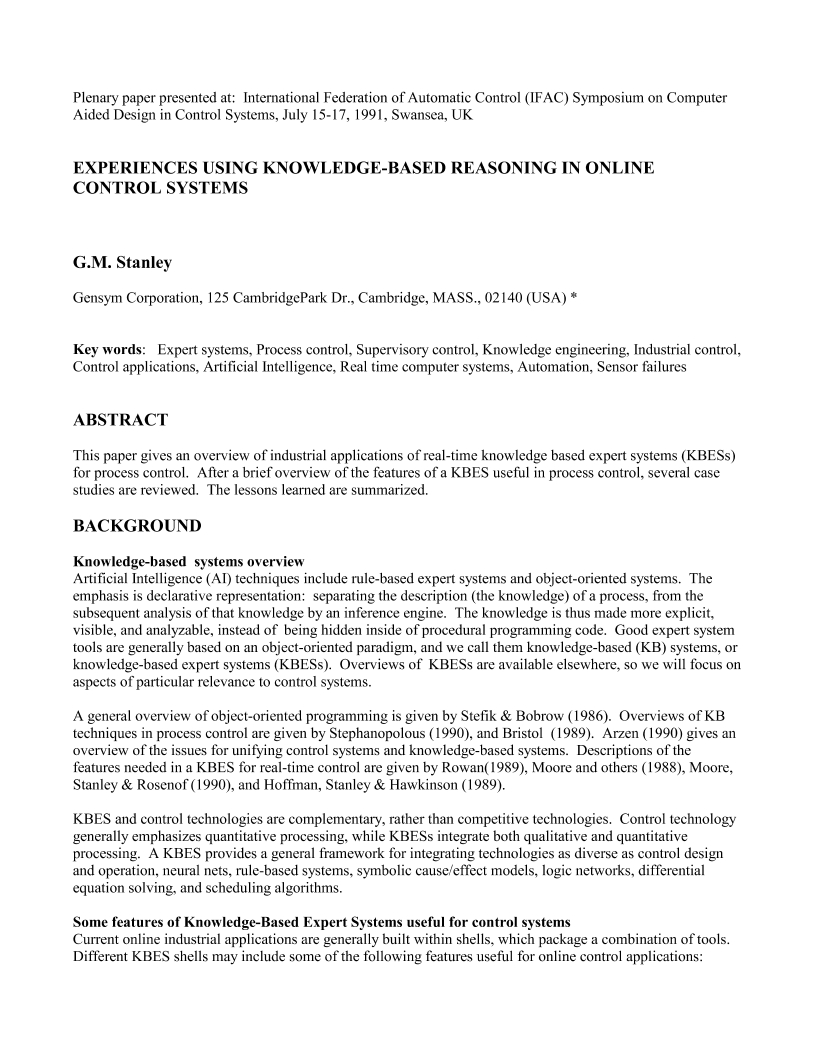 Plenary paper presented at:  International Federation of Automatic Control (IFAC) Symposium on Computer
Aided Design in Control Systems, July 15-17, 1991, Swansea, UK
EXPERIENCES USING KNOWLEDGE-BASED REASONING IN ONLINE
CONTROL SYSTEMS
G.M. Stanley
Gensym Corporation, 125 CambridgePark Dr., Cambridge, MASS., 02140 (USA) *
Key words:   Expert systems, Process control, Supervisory control, Knowledge engineering, Industrial control,
Control applications, Artificial Intelligence, Real time computer systems, Automation, Sensor failures
ABSTRACT
This paper gives an overview of industrial applications of real-time knowledge based expert systems (KBESs)
for process control.  After a brief overview of the features of a KBES useful in process control, several case
studies are reviewed.  The lessons learned are summarized.
BACKGROUND
Knowledge-based  systems overview
Artificial Intelligence (AI) techniques include rule-based expert systems and object-oriented systems.  The
emphasis is declarative representation:  separating the description (the knowledge) of a process, from the
subsequent analysis of that knowledge by an inference engine.  The knowledge is thus made more explicit,
visible, and analyzable, instead of  being hidden inside of procedural programming code.  Good expert system
tools are generally based on an object-oriented paradigm, and we call them knowledge-based (KB) systems, or
knowledge-based expert systems (KBESs).  Overviews of  KBESs are available elsewhere, so we will focus on
aspects of particular relevance to control systems.
A general overview of object-oriented programming is given by Stefik & Bobrow (1986).  Overviews of KB
techniques in process control are given by Stephanopolous (1990), and Bristol  (1989).  Arzen (1990) gives an
overview of the issues for unifying control systems and knowledge-based systems.  Descriptions of the
features needed in a KBES for real-time control are given by Rowan(1989), Moore and others (1988), Moore,
Stanley & Rosenof (1990), and Hoffman, Stanley & Hawkinson (1989).
KBES and control technologies are complementary, rather than competitive technologies.  Control technology
generally emphasizes quantitative processing, while KBESs integrate both qualitative and quantitative
processing.  A KBES provides a general framework for integrating technologies as diverse as control design
and operation, neural nets, rule-based systems, symbolic cause/effect models, logic networks, differential
equation solving, and scheduling algorithms.
Some features of Knowledge-Based Expert Systems useful for control systems
Current online industrial applications are generally built within shells, which package a combination of tools.
Different KBES shells may include some of the following features useful for online control applications: